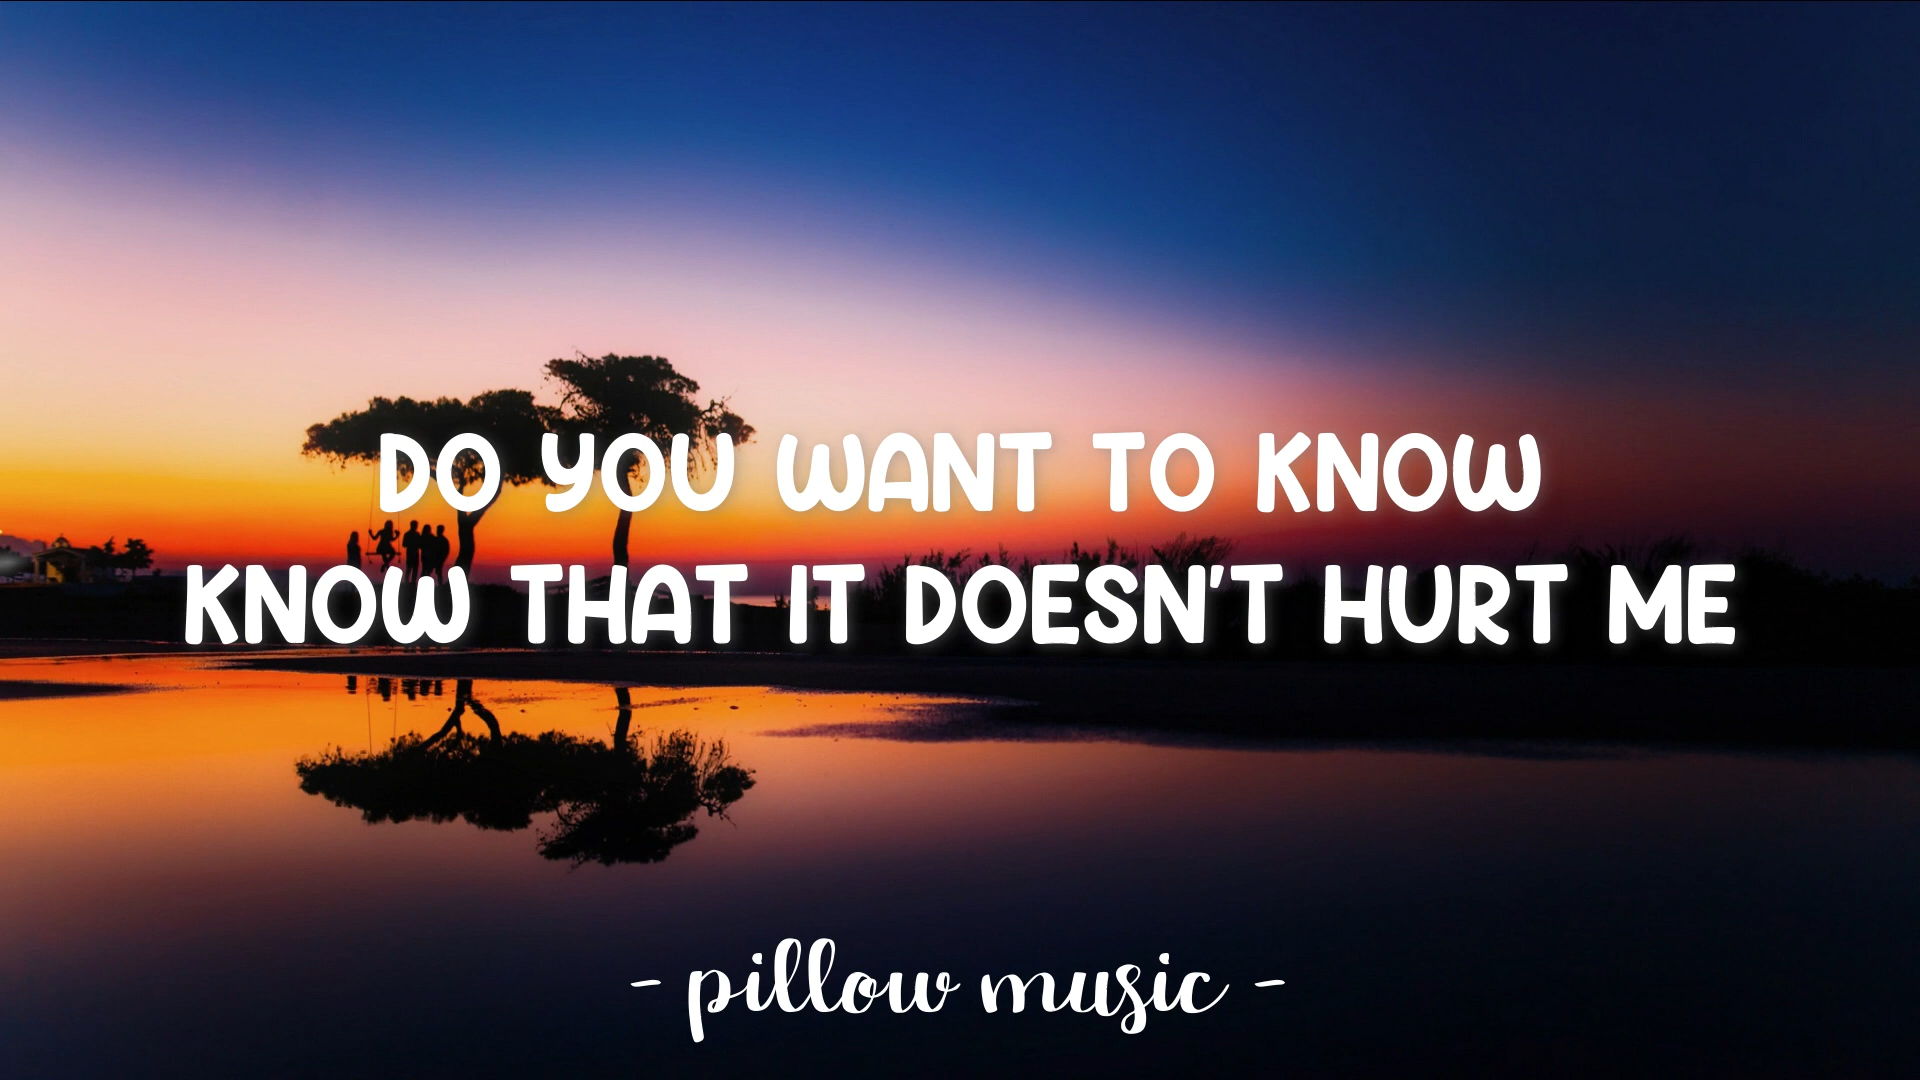 DO YOU WANT TO KNOW
KNOW THAT IT DOESN'T HURT ME
- pillow music -